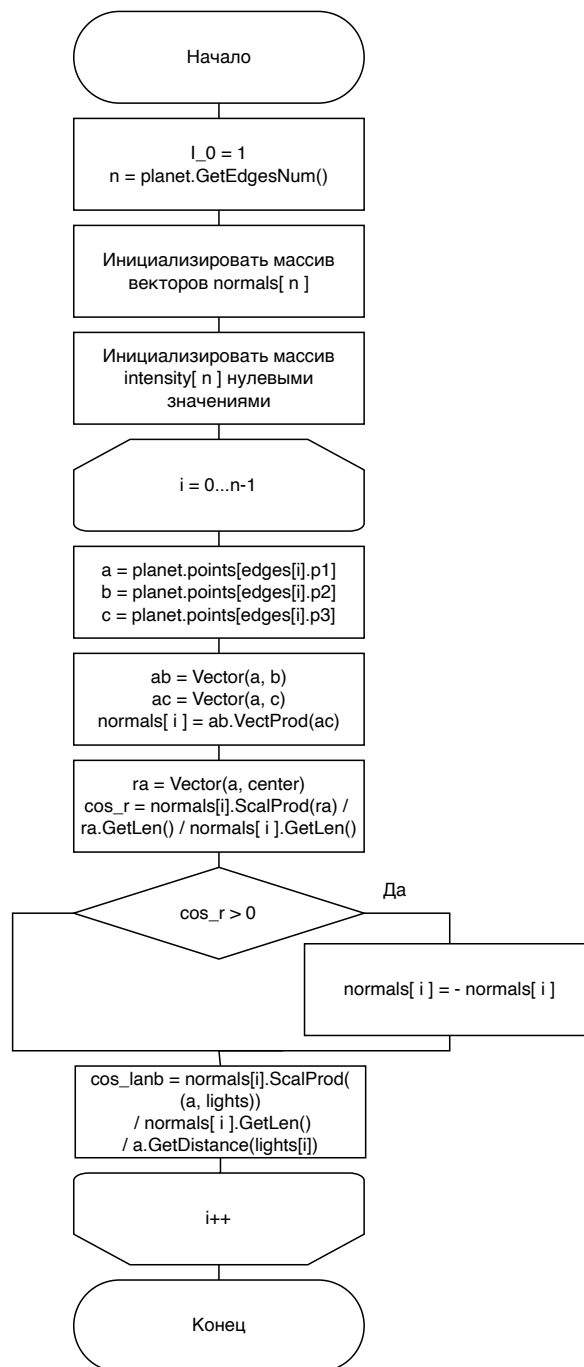 Начало
I_0 = 1
n = planet.GetEdgesNum()
Инициализировать массив
векторов normals[ n ]
Инициализировать массив
intensity[ n ] нулевыми
значениями
i = 0...n-1
a = planet.points[edges[i].p1]
b = planet.points[edges[i].p2]
c = planet.points[edges[i].p3]
ab = Vector(a, b)
ac = Vector(a, c)
normals[ i ] = ab.VectProd(ac)
ra = Vector(a, center)
cos_r = normals[i].ScalProd(ra) /
ra.GetLen() / normals[ i ].GetLen()
cos_r > 0
Да
normals[ i ] = - normals[ i ]
cos_lanb = normals[i].ScalProd(
(a, lights))
/ normals[ i ].GetLen()
/ a.GetDistance(lights[i])
i++
Конец